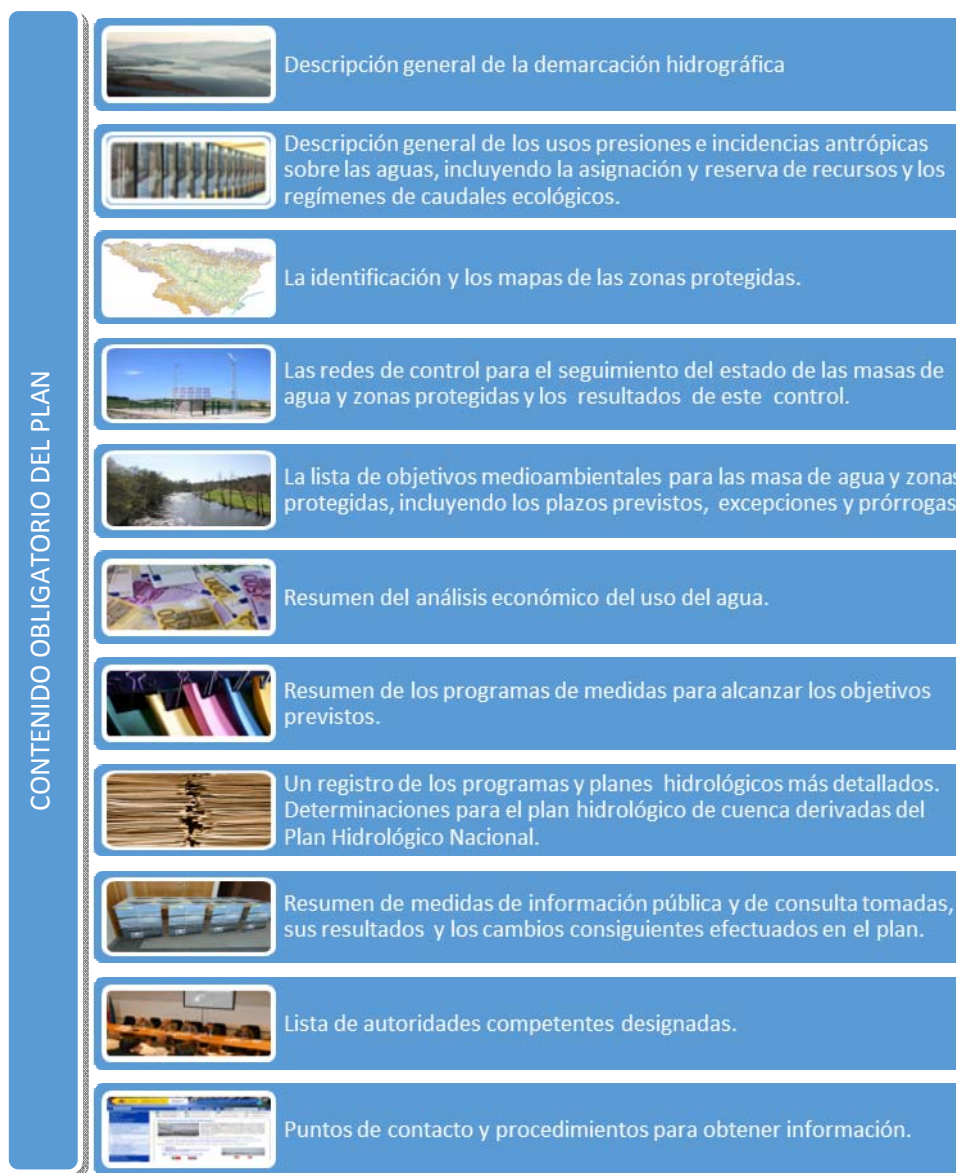 CONTENIDO OBLIGATORIO DEL PLAN
Descripción general de la demarcación hidrográfica
Descripción general de los usos presiones e incidencias antrópicas
sobre las aguas, incluyendo la asignación y reserva de recursos y los
regímenes de caudales ecológicos.
La identificación y los mapas de las zonas protegidas.
Las redes de control para el seguimiento del estado de las masas de
agua y zonas protegidas y los resultados de este control.
La lista de objetivos medioambientales para las masa de agua y zonas
protegidas, incluyendo los plazos previstos, excepciones y prórrogas
Resumen del análisis económico del uso del agua.
Resumen de los programas de medidas para alcanzar los objetivos
previstos.
Un registro de los programas y planes hidrológicos más detallados.
Determinaciones para el plan hidrológico de cuenca derivadas del
Plan Hidrológico Nacional.
Resumen de medidas de información pública y de consulta tomadas,
sus resultados y los cambios consiguientes efectuados en el plan.
Lista de autoridades competentes designadas.
Puntos de contacto y procedimientos para obtener información.